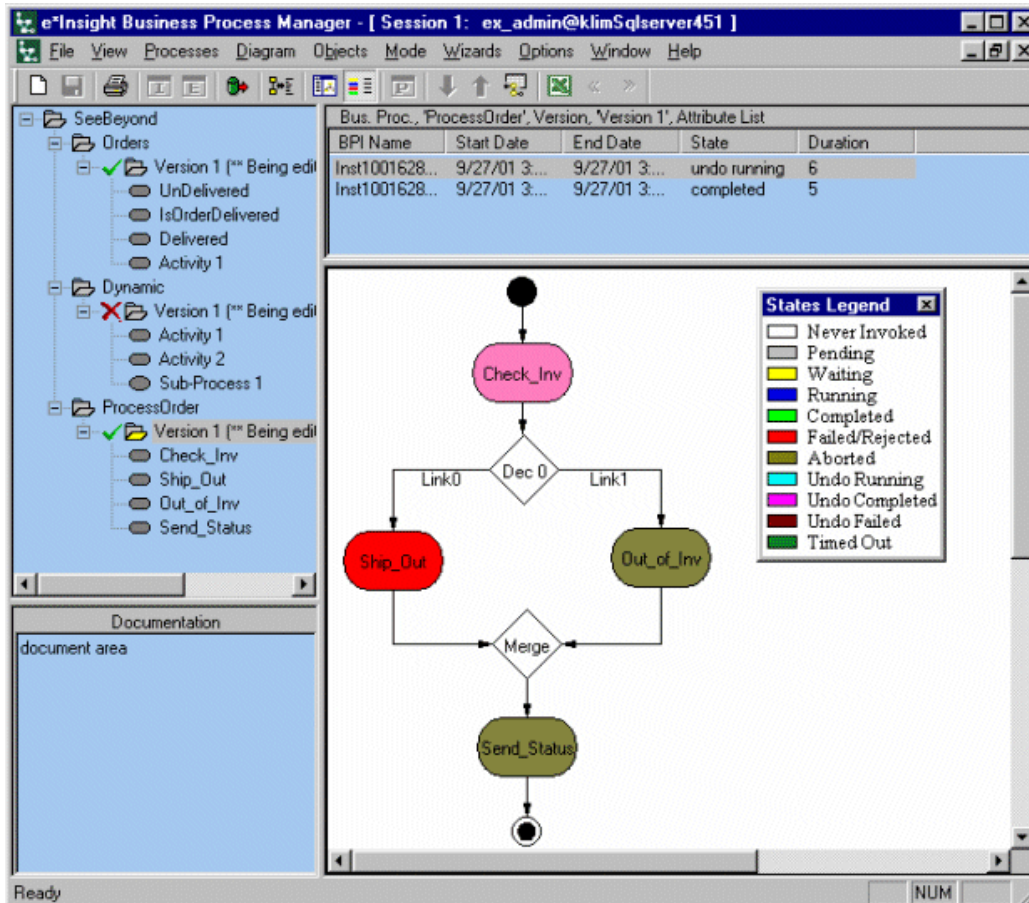 e*Insight Business Process Manager - [ Session 1: ex_admin@klimSqlserver451 ]
File View Processes Diagram Objects Mode Wizards Options Window Help
SeeBeyond
Orders
Version 1 (** Being edi
UnDelivered
IsOrderDelivered
Delivered
Activity 1
Dynamic
Version 1 (** Being edi
Activity 1
Activity 2
Sub-Process 1
ProcessOrder
Version 1 (** Being edi
Check_Inv
Ship_Out
Out_of_Inv
Send_Status
Documentation
document area
Bus. Proc., 'ProcessOrder', Version, 'Version 1', Attribute List
BPI Name Start Date End Date State Duration
Inst1001628... 9/27/01 3:... 9/27/01 3:... undo running 6
Inst1001628... 9/27/01 3:... 9/27/01 3:... completed 5
Check_Inv
Dec 0
Link0 Link1
Ship_Out Out_of_Inv
Merge
Send_Status
States Legend
Never Invoked
Pending
Waiting
Running
Completed
Failed/Rejected
Aborted
Undo Running
Undo Completed
Undo Failed
Timed Out
Ready NUM